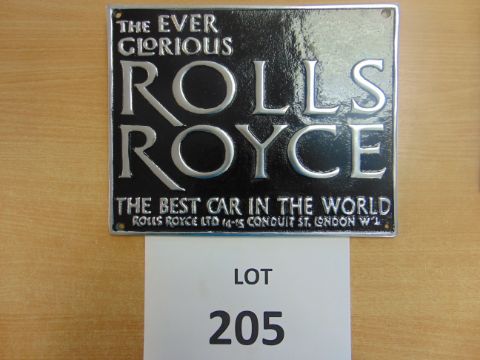 THE EVER
GLORIOUS
ROLLS
ROYCE
THE BEST CAR IN THE WORLD
ROLLS ROYCE LTD 14-15 CONDUIT ST. LONDON W.1.
LOT
205